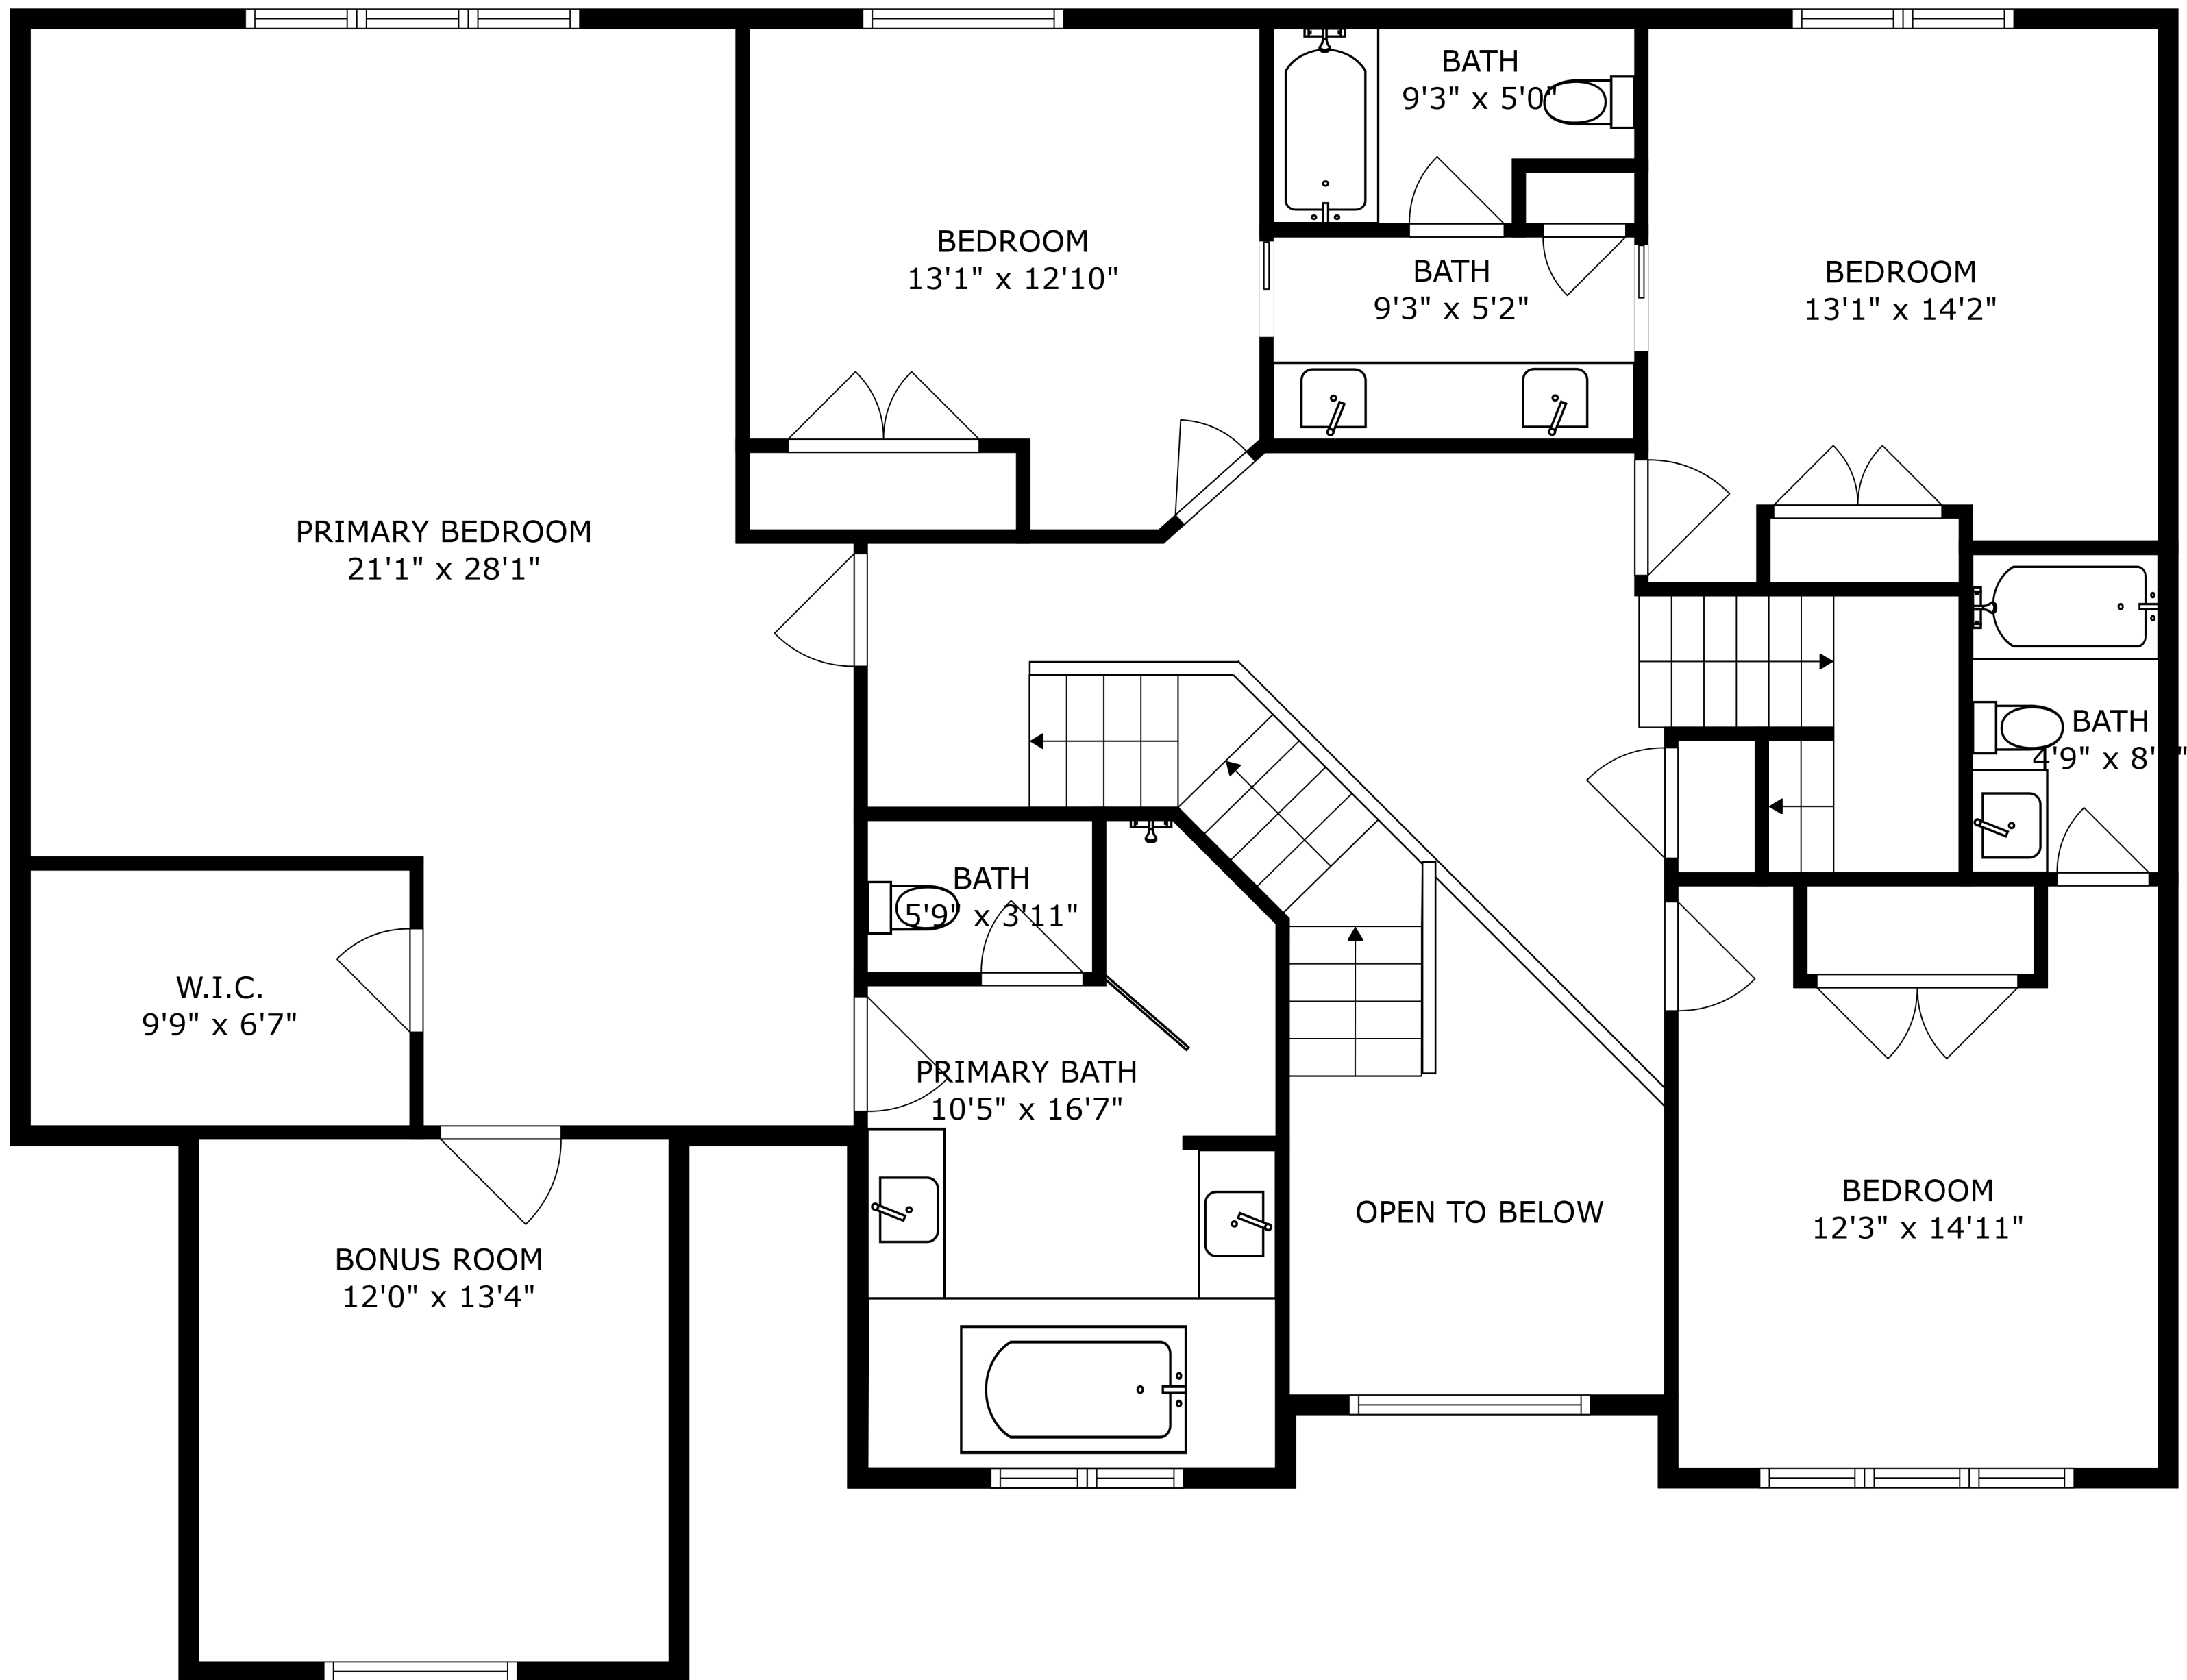 BATH
9'3" x 5'0"
BEDROOM
13'1" x 12'10"
BATH
9'3" x 5'2"
BEDROOM
13'1" x 14'2"
PRIMARY BEDROOM
21'1" x 28'1"
BATH
4'9" x
BATH
5'9" x 3'11"
W.I.C.
9'9" x 6'7"
PRIMARY BATH
10'5" x 16'7"
OPEN TO BELOW
BEDROOM
12'3" x 14'11"
BONUS ROOM
12'0" x 13'4"